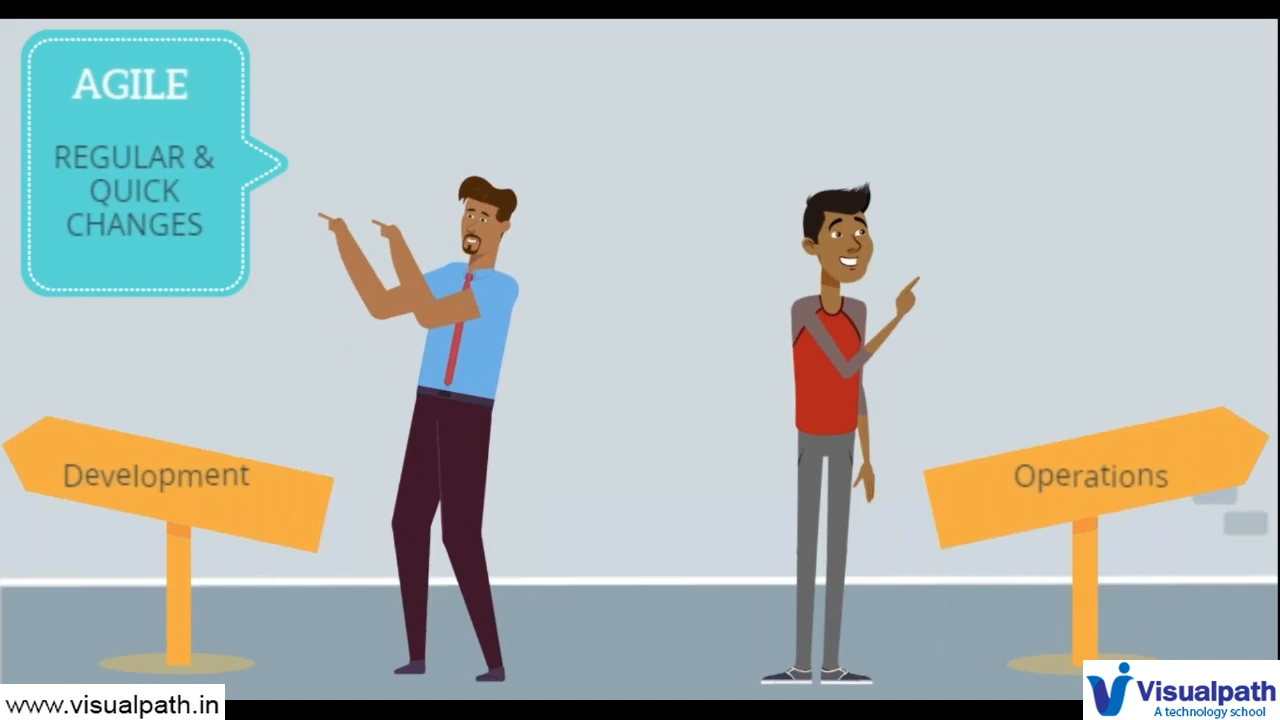 AGILE
REGULAR &
QUICK
CHANGES
Development
Operations
www.visualpath.in
Visualpath
A technology school